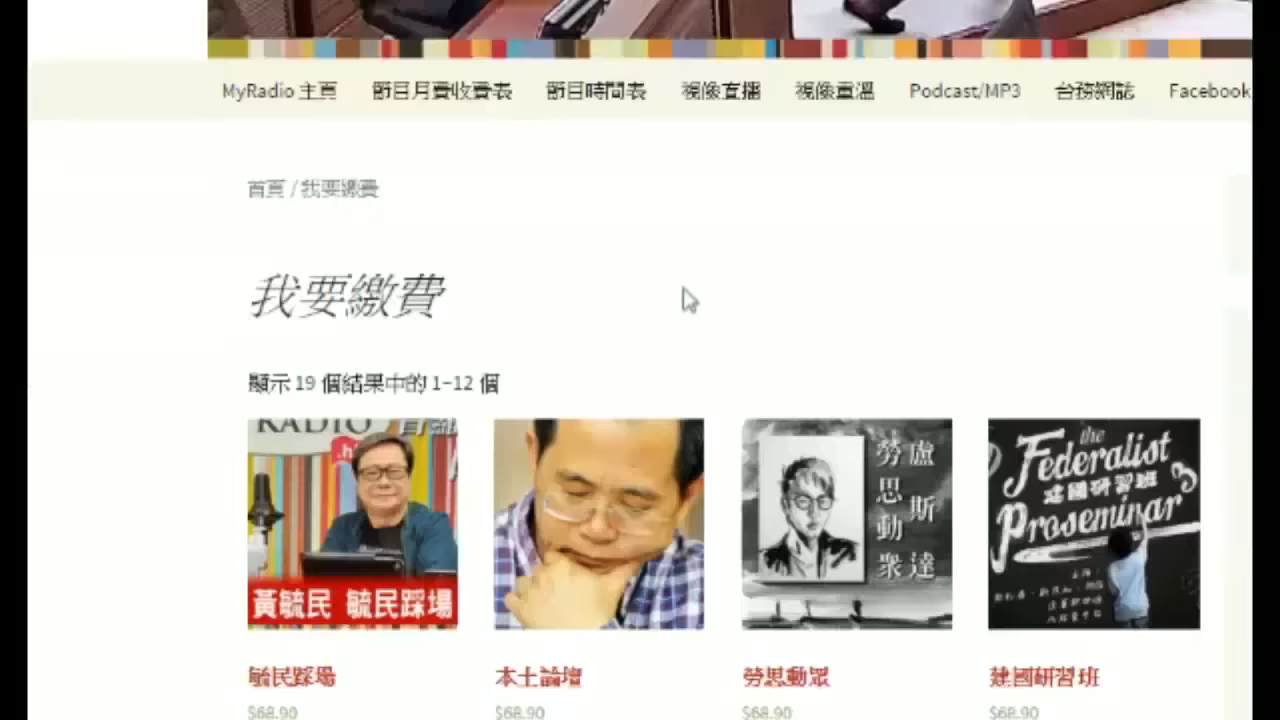 MyRadio 主頁 節目月費收費表 節目時間表 視像直播 視像重溫 Podcast/MP3 台務網誌 Facebook
首頁 / 我要繳費
我要繳費
顯示 19 個結果中的 1–12 個
RADIO
黃毓民 毓民踩場
勞思動衆
盧斯達
the
Federalist
建國研習班
Proseminar
毓民踩場 本土論壇 勞思動眾 建國研習班
$68.90 $68.90 $68.90 $68.90